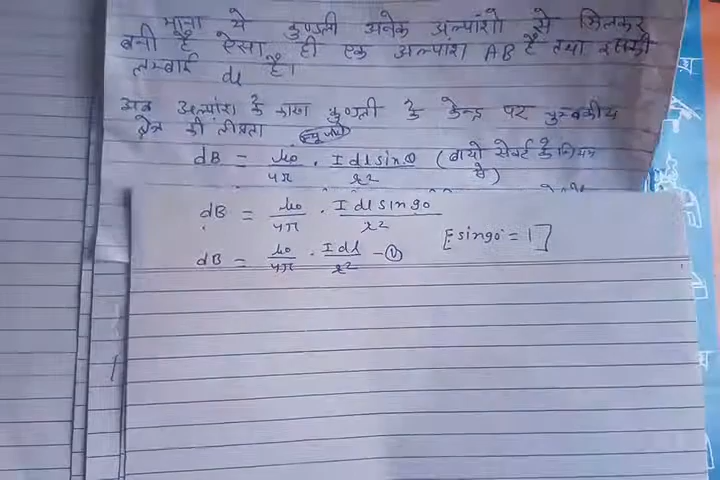 माना ये कुण्डली अनेक अल्पांशो से मिलकर
बनी है ऐसा ही एक अल्पांश AB है तथा इसकी
लम्बाई dl है।
अब अल्पांश के कारण कुण्डली के केन्द्र पर चुम्बकीय
क्षेत्र की तीव्रता
dB = μ₀/4π · I dl sinθ/r² (बायो सेवर्ट के नियम
से)
dB = μ₀/4π · I dl sin90/r²
[sin90 = 1]
dB = μ₀/4π · I dl/r² –①